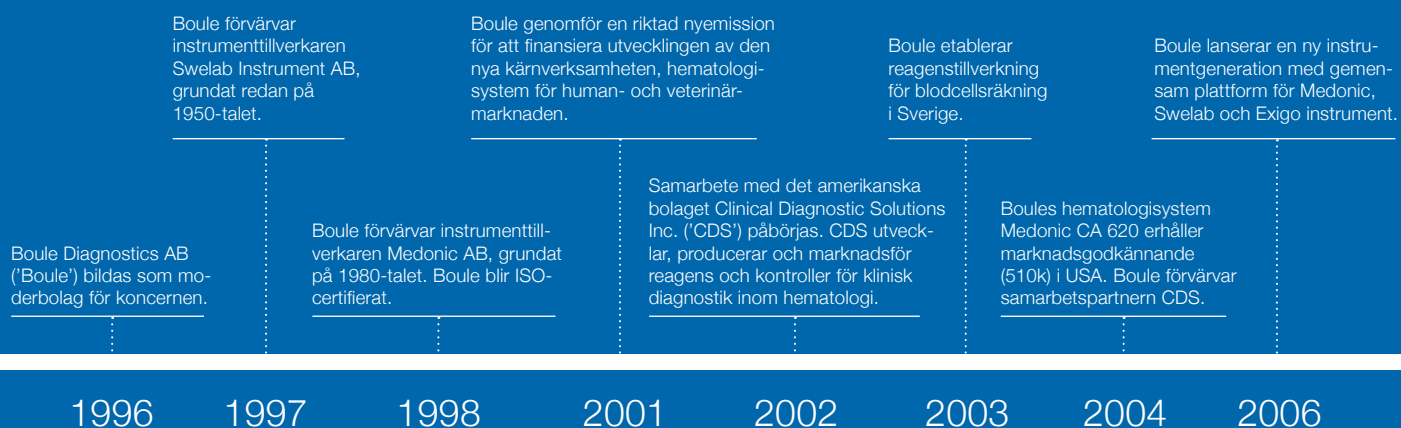 Boule Diagnostics AB
('Boule') bildas som mo-
derbolag för koncernen.
Boule förvärvar
instrumenttillverkaren
Swelab Instrument AB,
grundat redan på
1950-talet.
Boule förvärvar instrumenttill-
verkaren Medonic AB, grundat
på 1980-talet. Boule blir ISO-
certifierat.
Boule genomför en riktad nyemission
för att finansiera utvecklingen av den
nya kärnverksamheten, hematologi-
system för human- och veterinär-
marknaden.
Samarbete med det amerikanska
bolaget Clinical Diagnostic Solutions
Inc. ('CDS') påbörjas. CDS utveck-
lar, producerar och marknadsför
reagens och kontroller för klinisk
diagnostik inom hematologi.
Boule etablerar
reagenstillverkning
för blodcellsräkning
i Sverige.
Boules hematologisystem
Medonic CA 620 erhåller
marknadsgodkännande
(510k) i USA. Boule förvärvar
samarbetspartnern CDS.
Boule lanserar en ny instru-
mentgeneration med gemen-
sam plattform för Medonic,
Swelab och Exigo instrument.
1996 1997 1998 2001 2002 2003 2004 2006